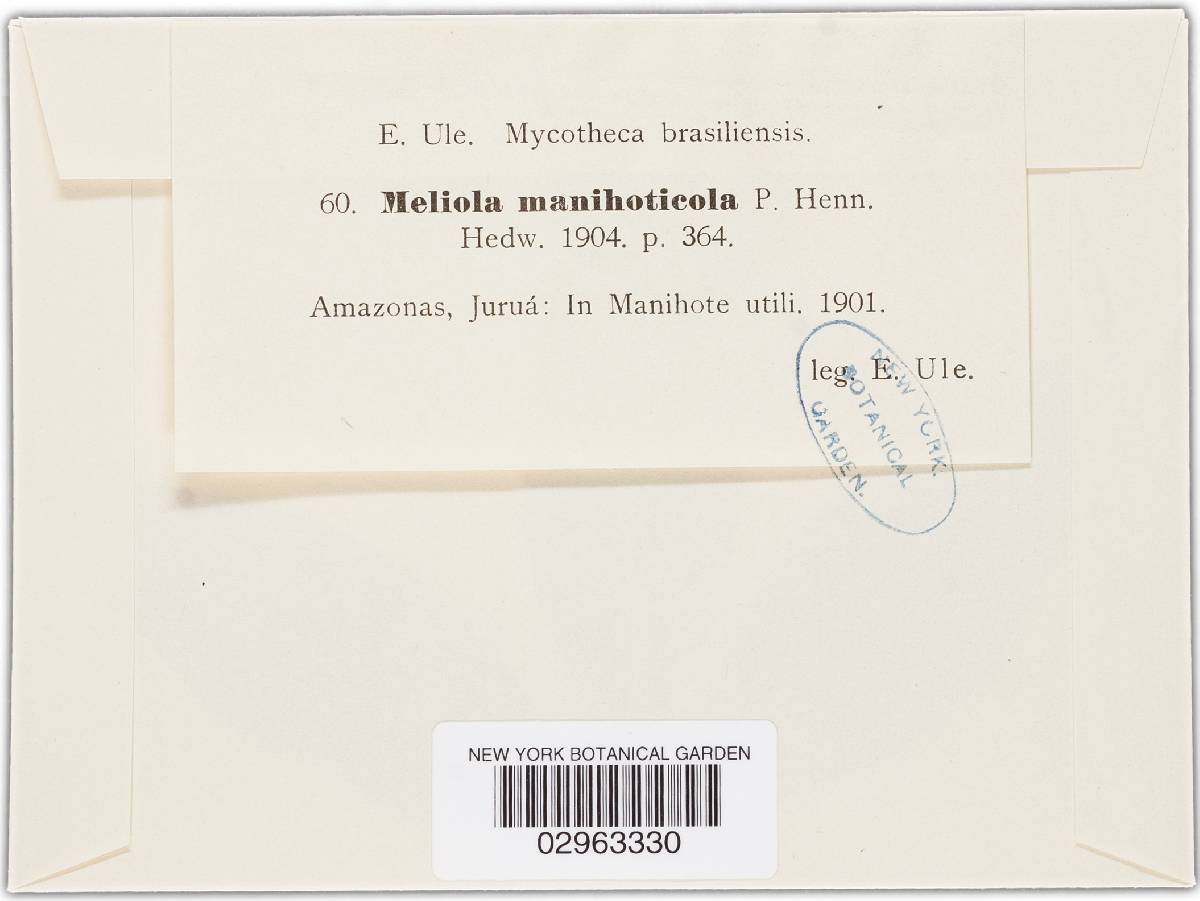 E. Ule. Mycotheca brasiliensis.
60. Meliola manihoticola P. Henn.
Hedw. 1904. p. 364.
Amazonas, Juruá: In Manihote utili. 1901.
leg. E. Ule.
NEW YORK
BOTANICAL
GARDEN.
NEW YORK BOTANICAL GARDEN
02963330